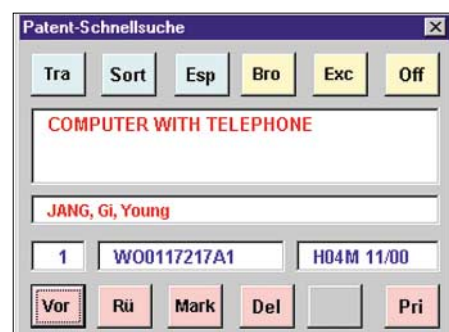 Patent-Schnellsuche
Tra Sort Esp Bro Exc Off
COMPUTER WITH TELEPHONE
JANG, Gi, Young
1 WO0117217A1 H04M 11/00
Vor Rü Mark Del Pri